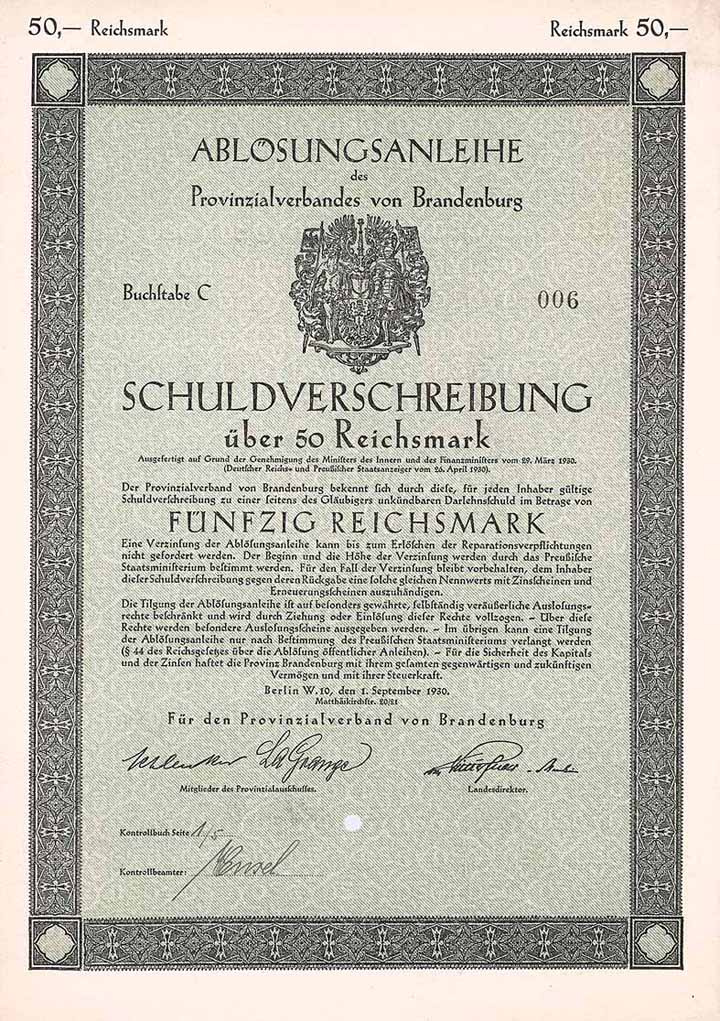 50,— Reichsmark
Reichsmark 50,—
ABLÖSUNGSANLEIHE
des
Provinzialverbandes von Brandenburg
Buchſtabe C
006
SCHULDVERSCHREIBUNG
über 50 Reichsmark
Ausgefertigt auf Grund der Genehmigung des Miniſters des Innern und des Finanzminiſters vom 29. März 1930.
(Deutſcher Reichs- und Preußiſcher Staatsanzeiger vom 26. April 1930).
Der Provinzialverband von Brandenburg bekennt ſich durch dieſe, für jeden Inhaber gültige
Schuldverſchreibung zu einer ſeitens des Gläubigers unkündbaren Darlehnsſchuld im Betrage von
FÜNFZIG REICHSMARK
Eine Verzinſung der Ablöſungsanleihe kann bis zum Erlöſchen der Reparationsverpflichtungen
nicht gefordert werden. Der Beginn und die Höhe der Verzinſung werden durch das Preußiſche
Staatsminiſterium beſtimmt werden. Für den Fall der Verzinſung bleibt vorbehalten, dem Inhaber
dieſer Schuldverſchreibung gegen deren Rückgabe eine ſolche gleichen Nennwerts mit Zinsſcheinen und
Erneuerungsſcheinen auszuhändigen.
Die Tilgung der Ablöſungsanleihe iſt auf beſonders gewährte, ſelbſtändig veräußerliche Ausloſungs-
rechte beſchränkt und wird durch Ziehung oder Einlöſung dieſer Rechte vollzogen. – Über dieſe
Rechte werden beſondere Ausloſungsſcheine ausgegeben werden. – Im übrigen kann eine Tilgung
der Ablöſungsanleihe nur nach Beſtimmung des Preußiſchen Staatsminiſteriums verlangt werden
(§ 44 des Reichsgeſetzes über die Ablöſung öffentlicher Anleihen). – Für die Sicherheit des Kapitals
und der Zinſen haftet die Provinz Brandenburg mit ihrem geſamten gegenwärtigen und zukünftigen
Vermögen und mit ihrer Steuerkraft.
Berlin W. 10, den 1. September 1930.
Matthäikirchſtr. 20/21
Für den Provinzialverband von Brandenburg
La Grange
Mitglieder des Provinzialausſchuſſes.
Landesdirektor.
Kontrollbuch Seite 1/5
Kontrollbeamter: